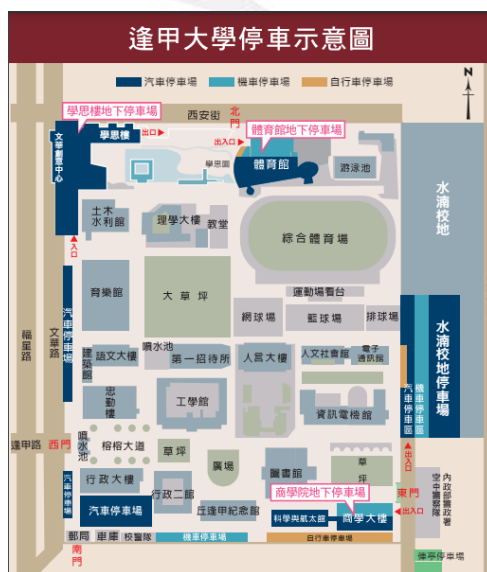 逢甲大學停車示意圖
汽車停車場
機車停車場
自行車停車場
N
學思樓地下停車場
西安街
北門
體育館地下停車場
學思樓
出口
出入口
學思園
體育館
游泳池
文華創意中心
水湳校地
土木
水利館
理學大樓
教堂
綜合體育場
入口
育樂館
大草坪
運動場看台
網球場
籃球場
排球場
汽車停車場
福星路
文華路
建築館
語文大樓
噴水池
第一招待所
人言大樓
人文社會館
電子
通訊館
水湳校地停車場
汽車停車區
機車停車區
忠勤樓
工學館
資訊電機館
逢甲路
西門
噴水池
榕榕大道
草坪
廣場
圖書館
草坪
出入口
行政大樓
行政二館
商學院地下停車場
東門
內政部警政署
空中警察隊
汽車停車場
汽車停車場
丘逢甲紀念館
科學與航太館
商學大樓
出入口
郵局
車庫
校警隊
機車停車場
自行車停車場
南門